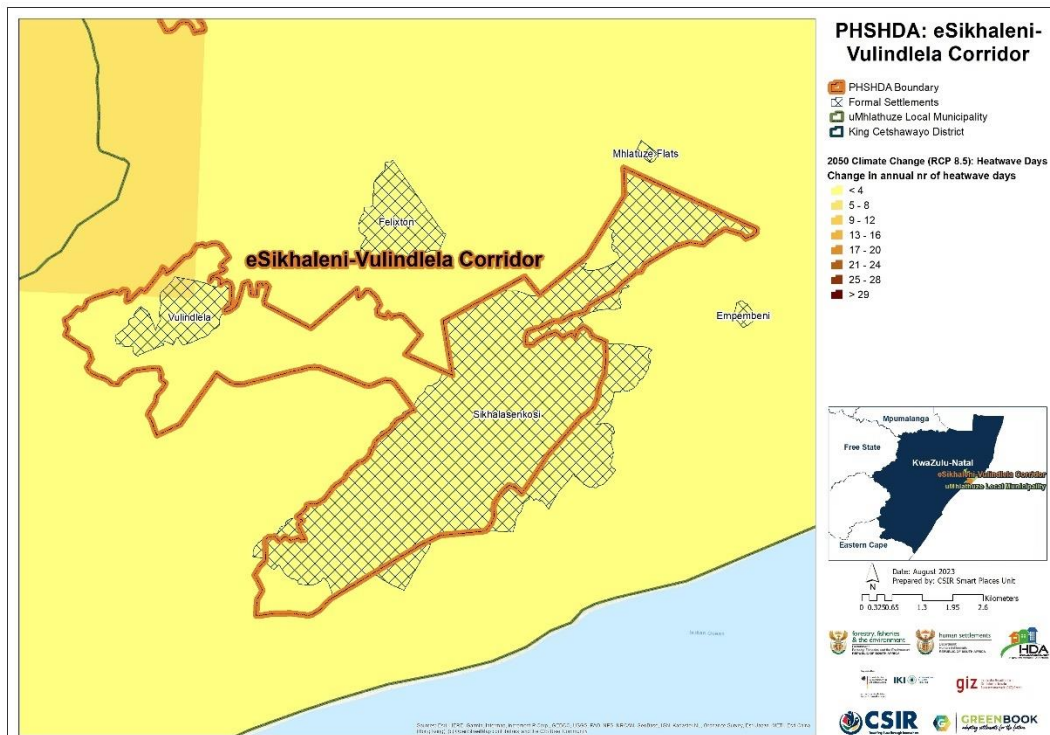 PHSHDA: eSikhaleni-
Vulindlela Corridor
PHSHDA Boundary
Formal Settlements
uMhlathuze Local Municipality
King Cetshawayo District
2050 Climate Change (RCP 8.5): Heatwave Days
Change in annual nr of heatwave days
< 4
5 - 8
9 - 12
13 - 16
17 - 20
21 - 24
25 - 28
> 29
Mhlatuze Flats
Felixton
eSikhaleni-Vulindlela Corridor
Vulindlela
Empembeni
Sikhalasenkosi
Indian Ocean
Mpumalanga
Free State
KwaZulu-Natal
eSikhaleni-Vulindlela Corridor
uMhlathuze Local Municipality
Eastern Cape
Date: August 2023
Prepared by: CSIR Smart Places Unit
N
Kilometers
0 0.325 0.65 1.3 1.95 2.6
forestry, fisheries
& the environment
human settlements
HDA
IKI
giz
CSIR
GREENBOOK